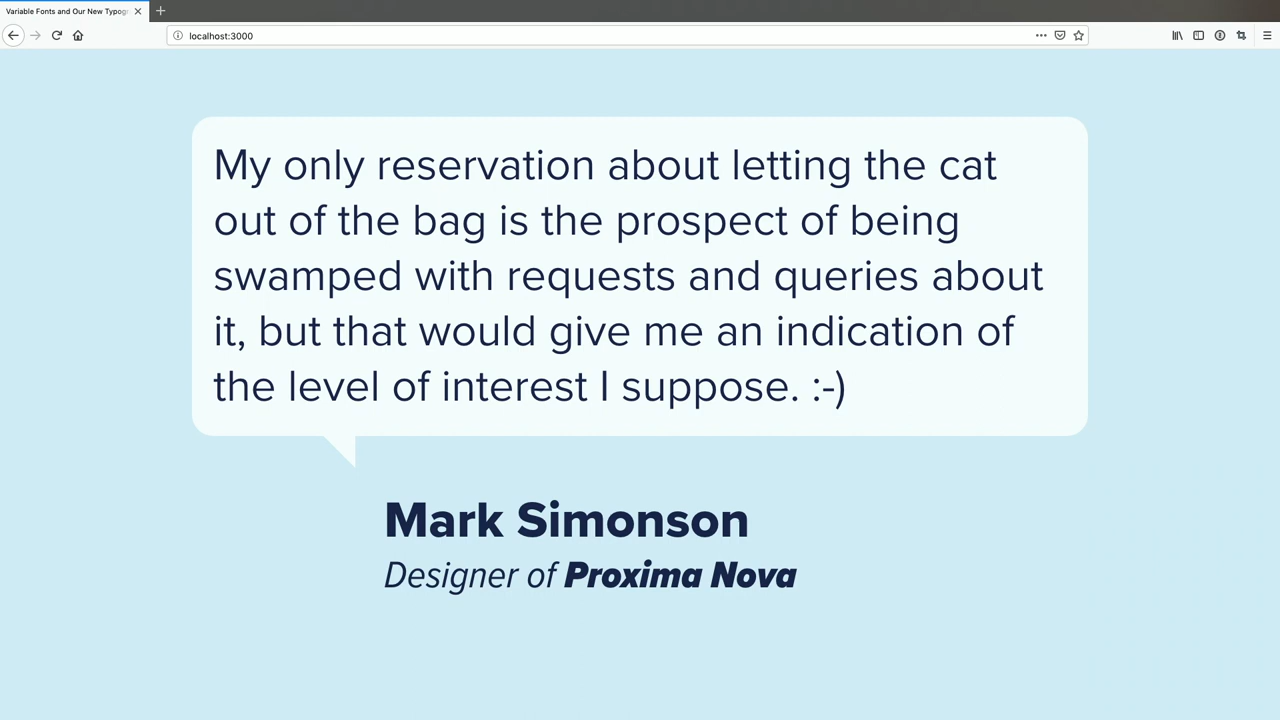 Variable Fonts and Our New Typogr
localhost:3000
My only reservation about letting the cat
out of the bag is the prospect of being
swamped with requests and queries about
it, but that would give me an indication of
the level of interest I suppose. :-)
Mark Simonson
Designer of Proxima Nova